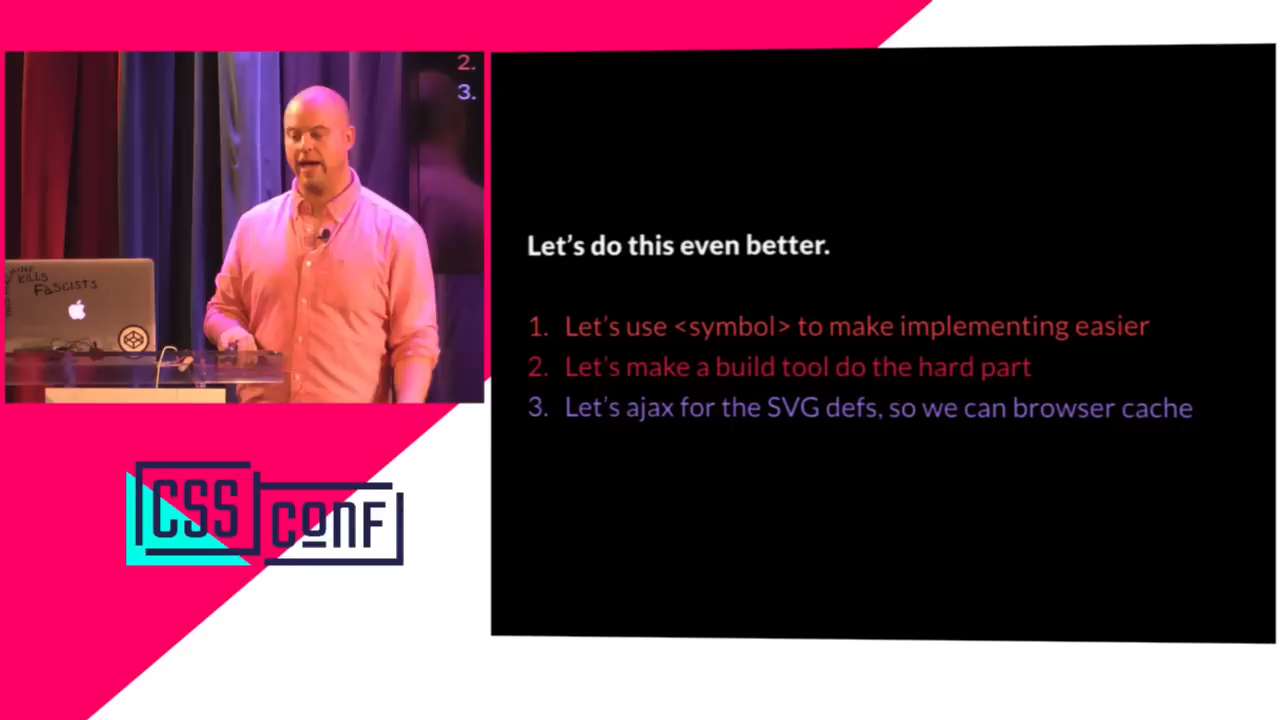 2.
3.
THIS MACHINE
KILLS
FASCISTS
Let's do this even better.
1. Let's use <symbol> to make implementing easier
2. Let's make a build tool do the hard part
3. Let's ajax for the SVG defs, so we can browser cache
CSS
CONF